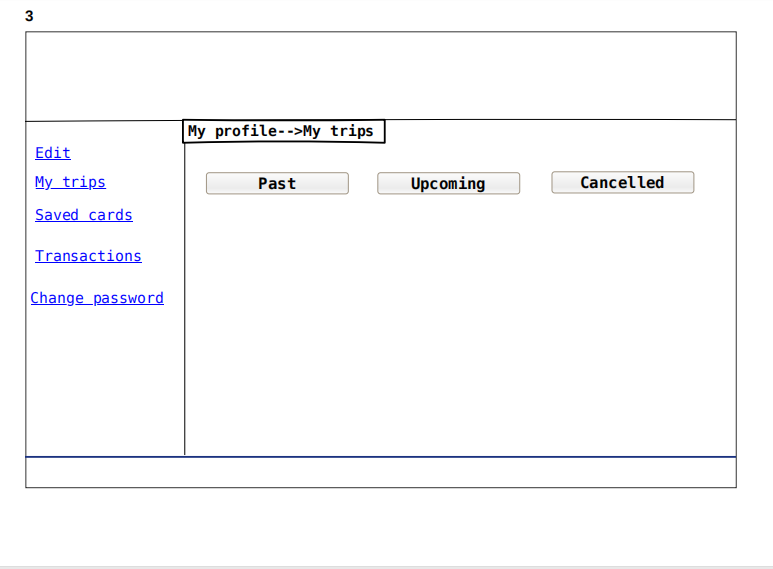 3
My profile-->My trips
Edit
My trips
Saved cards
Transactions
Change password
Past
Upcoming
Cancelled